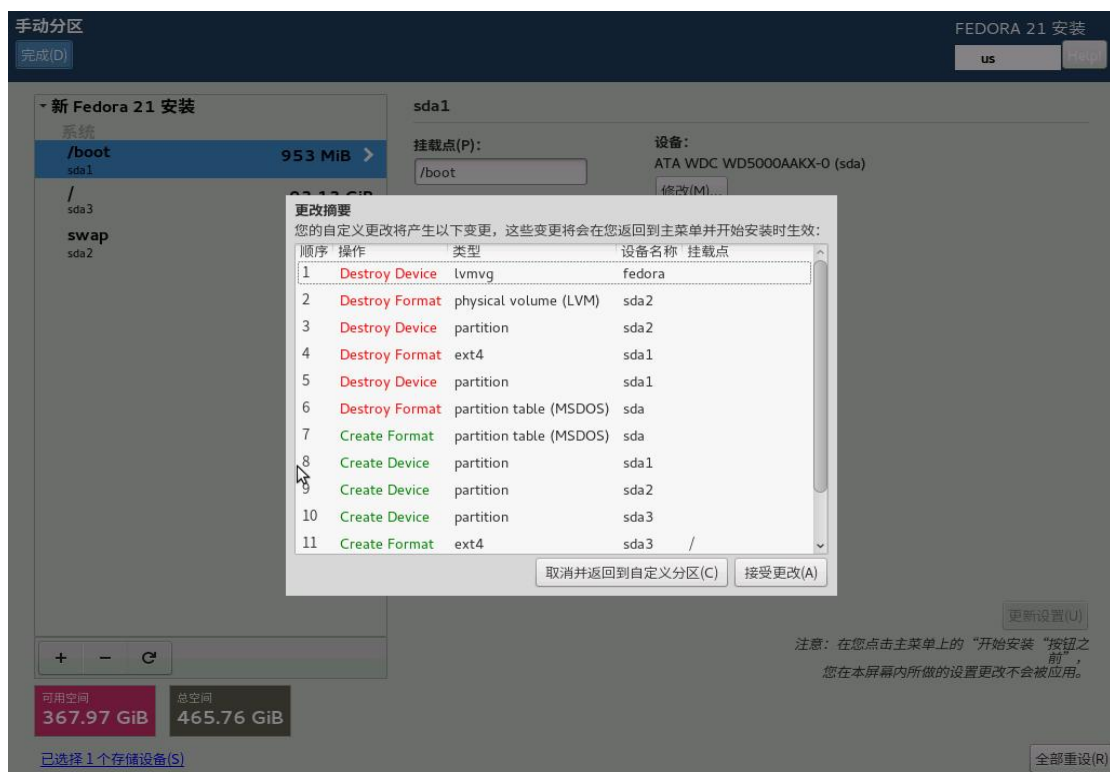 手动分区
FEDORA 21 安装
完成(D)
us
Help!
新 Fedora 21 安装
系统
/boot
sda1
953 MiB
/
sda3
swap
sda2
sda1
挂载点(P):
/boot
设备:
ATA WDC WD5000AAKX-0 (sda)
修改(M)...
更改摘要
您的自定义更改将产生以下变更，这些变更将会在您返回到主菜单并开始安装时生效:
顺序 操作 类型 设备名称 挂载点
1 Destroy Device lvmvg fedora
2 Destroy Format physical volume (LVM) sda2
3 Destroy Device partition sda2
4 Destroy Format ext4 sda1
5 Destroy Device partition sda1
6 Destroy Format partition table (MSDOS) sda
7 Create Format partition table (MSDOS) sda
8 Create Device partition sda1
9 Create Device partition sda2
10 Create Device partition sda3
11 Create Format ext4 sda3 /
取消并返回到自定义分区(C)
接受更改(A)
更新设置(U)
注意：在您点击主菜单上的“开始安装“按钮之
前”，
您在本屏幕内所做的设置更改不会被应用。
+ −
可用空间
367.97 GiB
总空间
465.76 GiB
已选择 1 个存储设备(S)
全部重设(R)